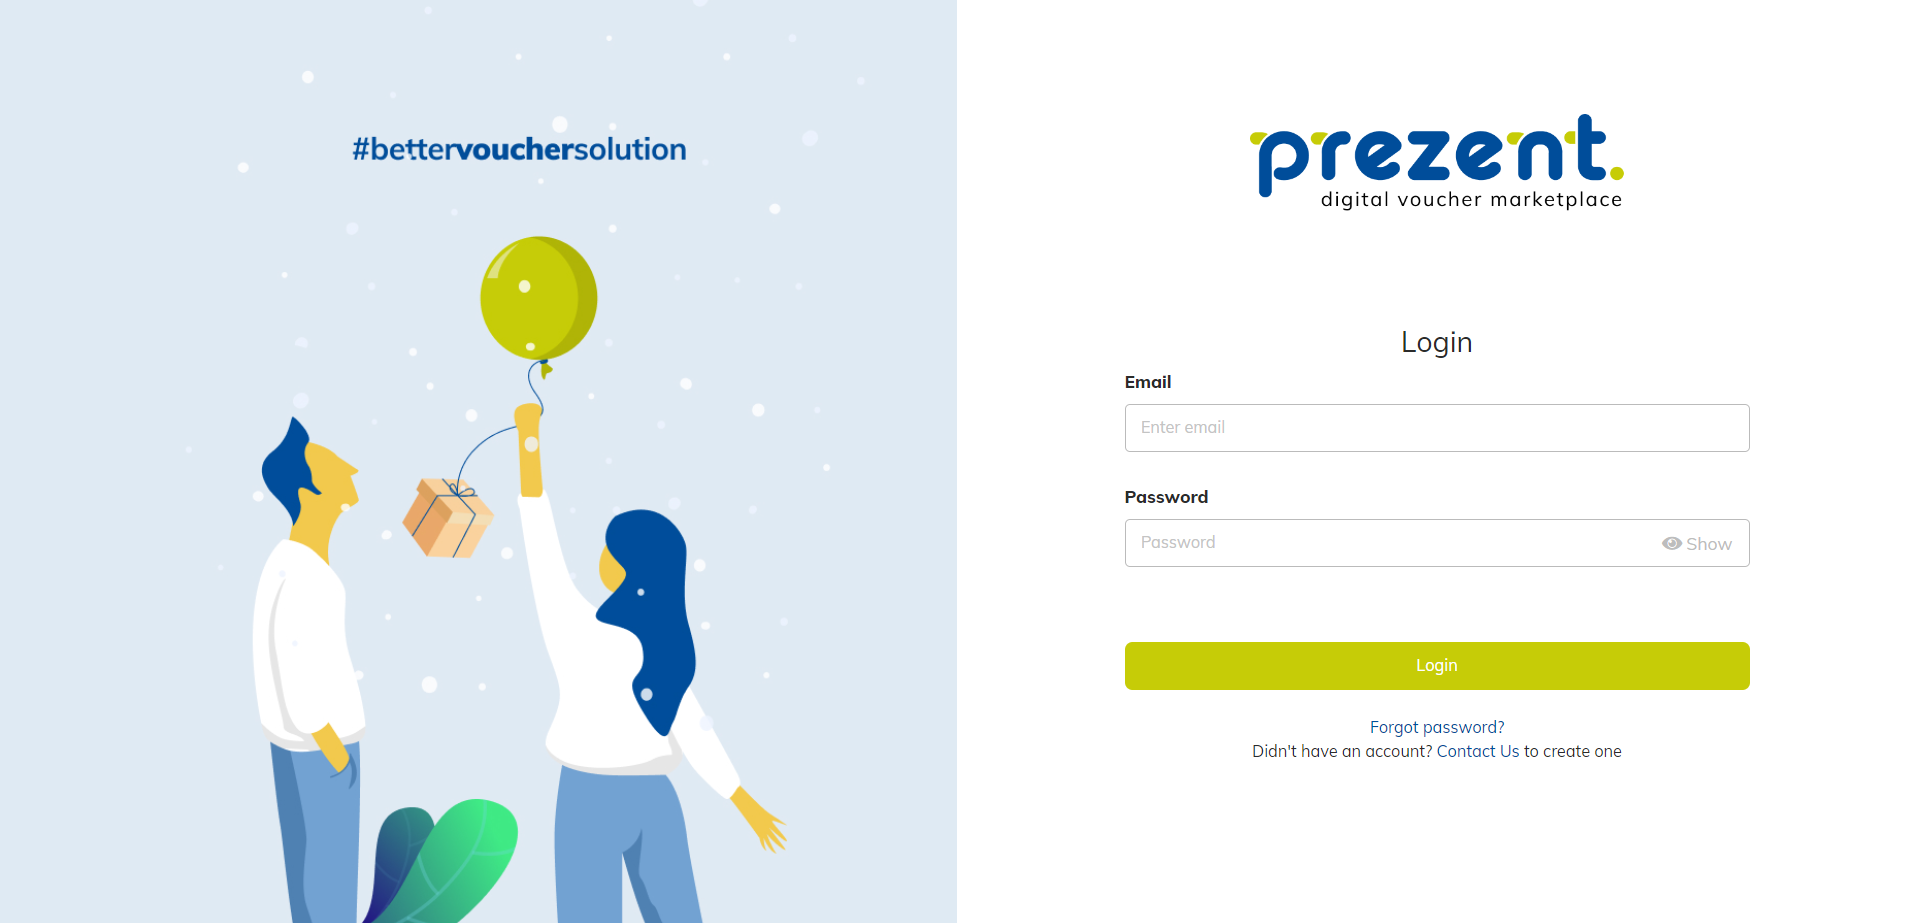 #bettervouchersolution
prezent.
digital voucher marketplace
Login
Email
Enter email
Password
Password
Show
Login
Forgot password?
Didn't have an account? Contact Us to create one